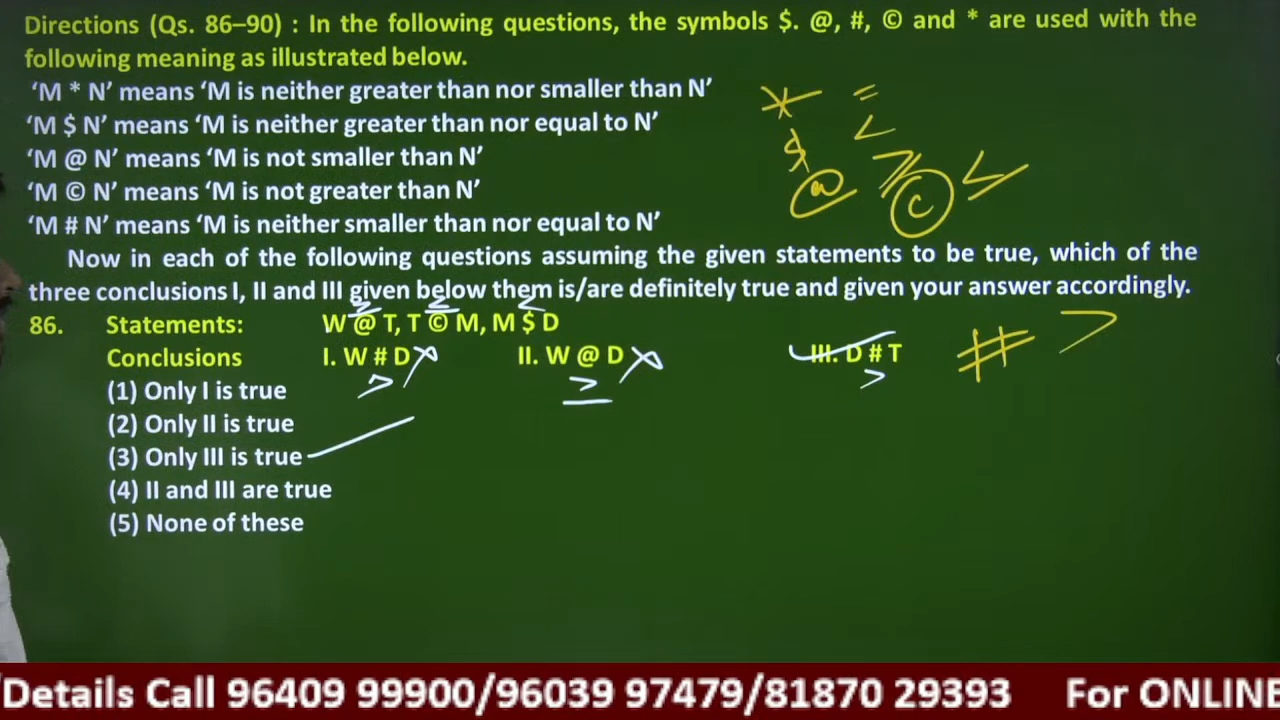 Directions (Qs. 86–90) : In the following questions, the symbols $. @, #, © and * are used with the
following meaning as illustrated below.
‘M * N’ means ‘M is neither greater than nor smaller than N’
‘M $ N’ means ‘M is neither greater than nor equal to N’
‘M @ N’ means ‘M is not smaller than N’
‘M © N’ means ‘M is not greater than N’
‘M # N’ means ‘M is neither smaller than nor equal to N’
* =
$ <
@ ≥ © ≤
Now in each of the following questions assuming the given statements to be true, which of the
three conclusions I, II and III given below them is/are definitely true and given your answer accordingly.
≥ ≤ <
86. Statements: W @ T, T © M, M $ D
Conclusions I. W # D × II. W @ D × III. D # T # >
> ≥ >
(1) Only I is true
(2) Only II is true
(3) Only III is true
(4) II and III are true
(5) None of these
Details Call 96409 99900/96039 97479/81870 29393 For ONLINE